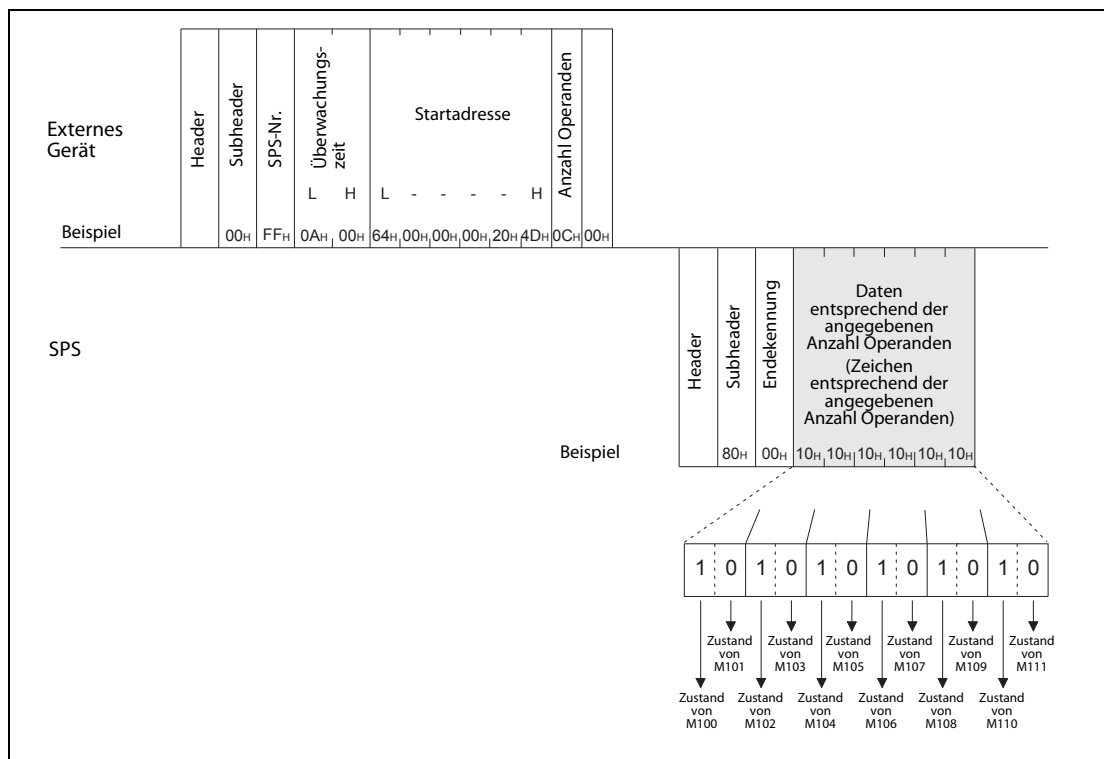 Externes
Gerät
Header
Subheader
SPS-Nr.
Überwachungs-
zeit
Startadresse
Anzahl Operanden
L H L - - - - H
Beispiel
00H FFH 0AH 00H 64H 00H 00H 00H 20H 4DH 0CH 00H
SPS
Header
Subheader
Endekennung
Daten
entsprechend der
angegebenen
Anzahl Operanden
(Zeichen
entsprechend der
angegebenen
Anzahl Operanden)
Beispiel
80H 00H 10H 10H 10H 10H 10H 10H
1 0 1 0 1 0 1 0 1 0 1 0
Zustand von M101
Zustand von M103
Zustand von M105
Zustand von M107
Zustand von M109
Zustand von M111
Zustand von M100
Zustand von M102
Zustand von M104
Zustand von M106
Zustand von M108
Zustand von M110